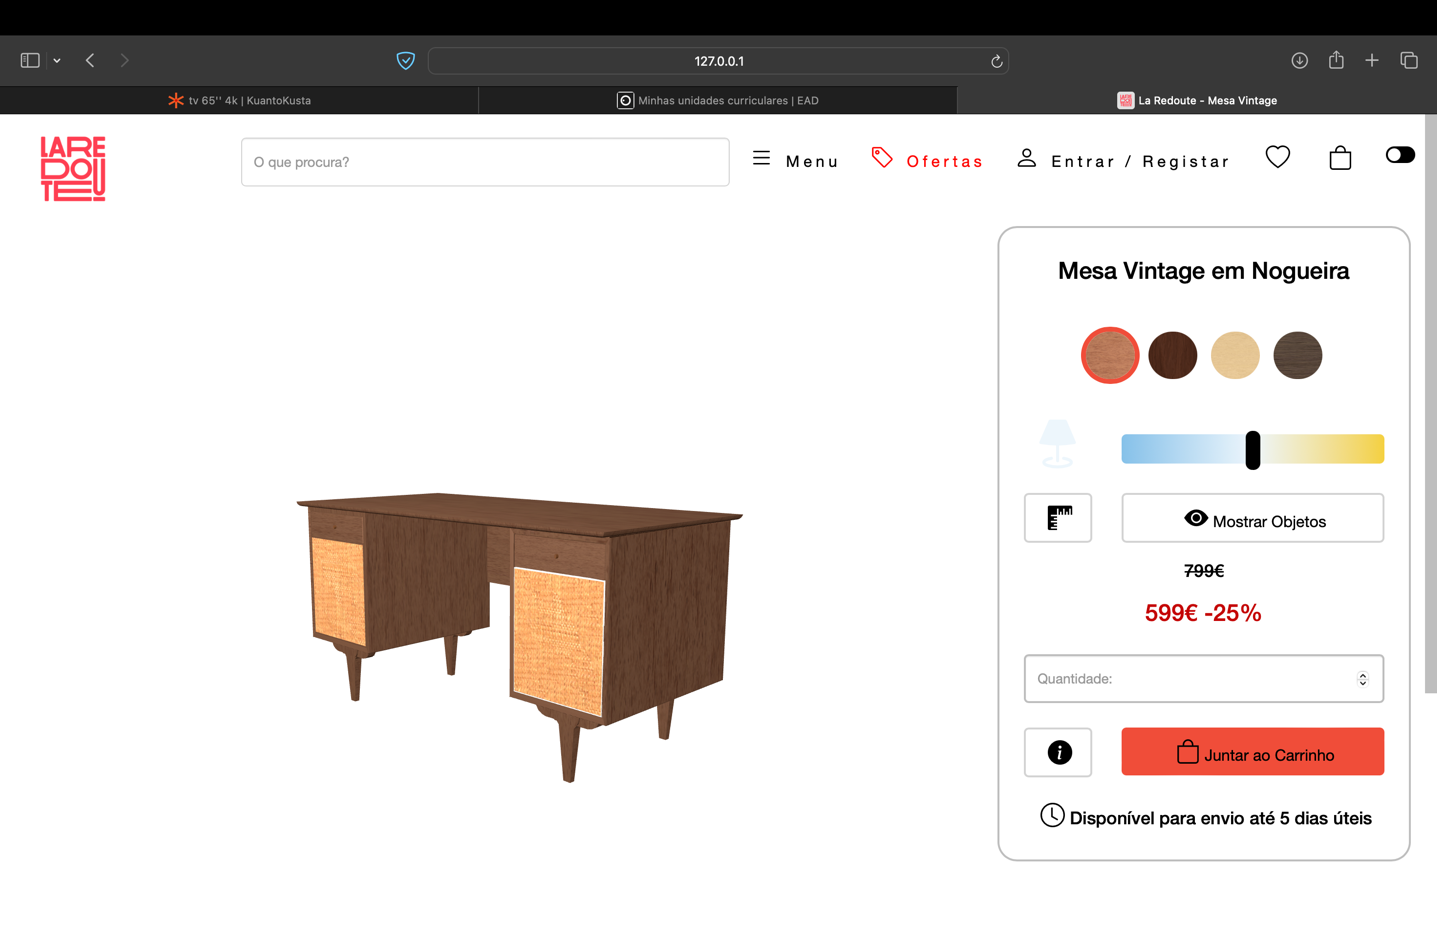 127.0.0.1
tv 65'' 4k | KuantoKusta
Minhas unidades curriculares | EAD
La Redoute - Mesa Vintage
LA RE
DOU
TE
O que procura?
Menu
Ofertas
Entrar / Registar
Mesa Vintage em Nogueira
Mostrar Objetos
799€
599€ -25%
Quantidade:
Juntar ao Carrinho
Disponível para envio até 5 dias úteis